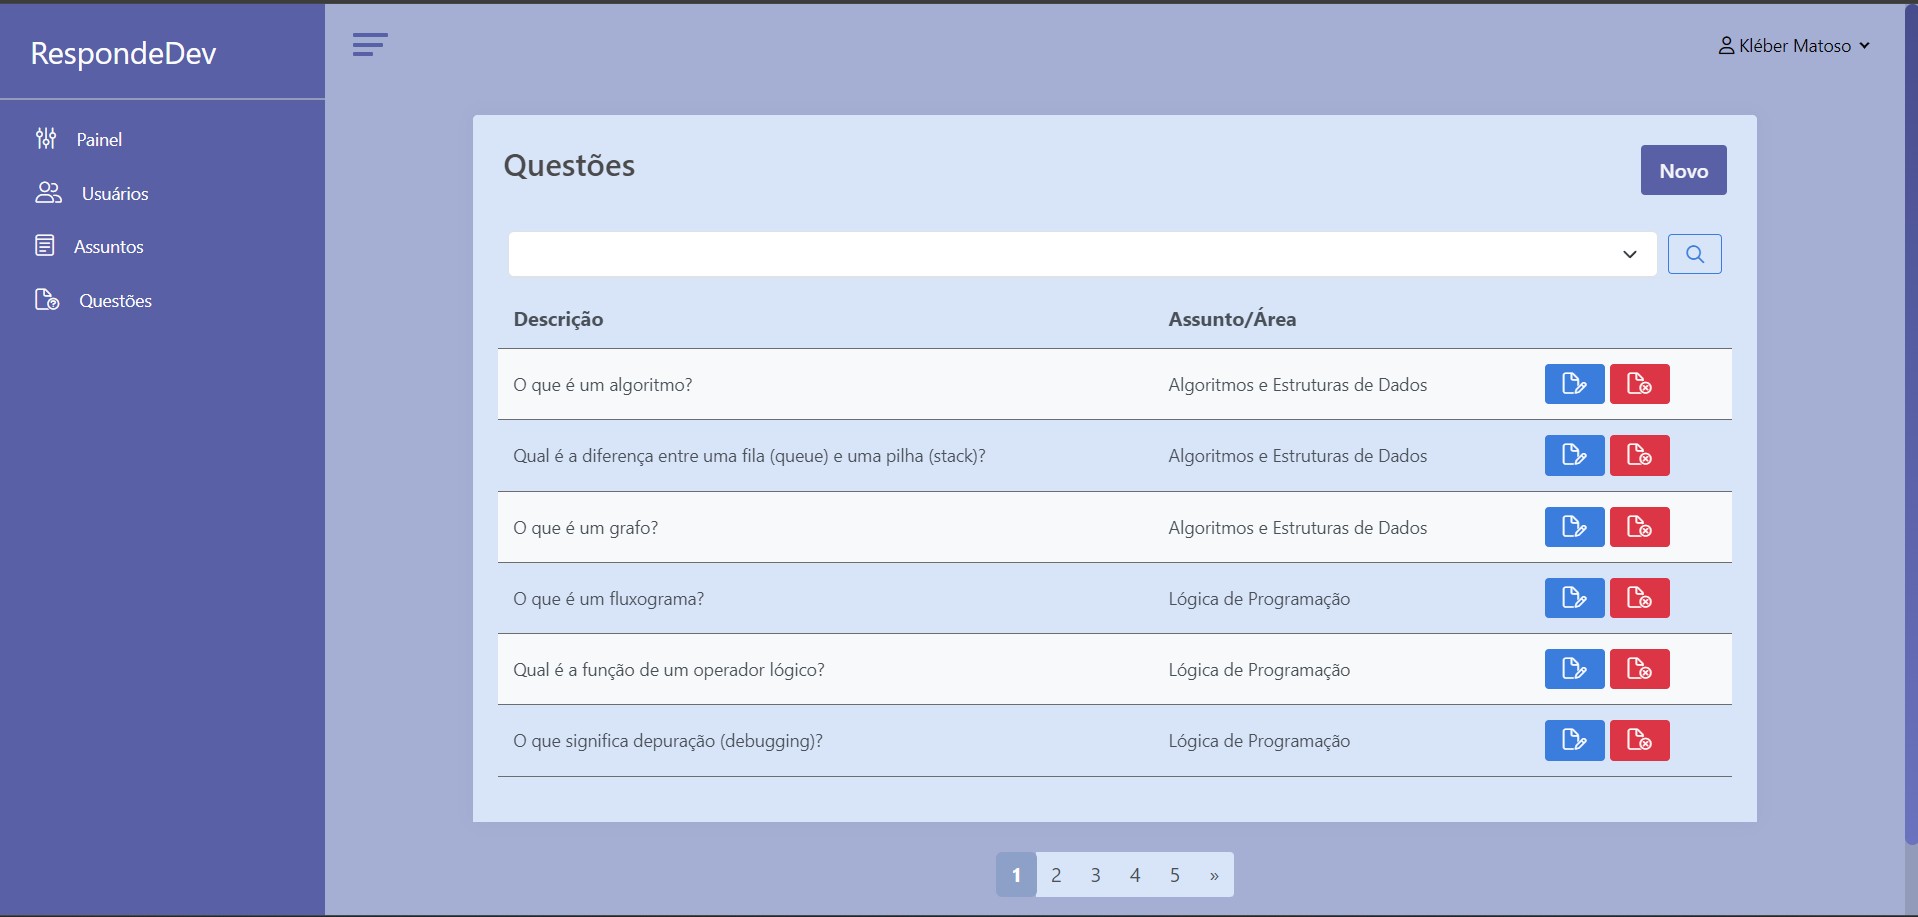 RespondeDev
Kléber Matoso
Painel
Usuários
Assuntos
Questões
Questões
Novo
Descrição Assunto/Área
O que é um algoritmo? Algoritmos e Estruturas de Dados
Qual é a diferença entre uma fila (queue) e uma pilha (stack)? Algoritmos e Estruturas de Dados
O que é um grafo? Algoritmos e Estruturas de Dados
O que é um fluxograma? Lógica de Programação
Qual é a função de um operador lógico? Lógica de Programação
O que significa depuração (debugging)? Lógica de Programação
1 2 3 4 5 »